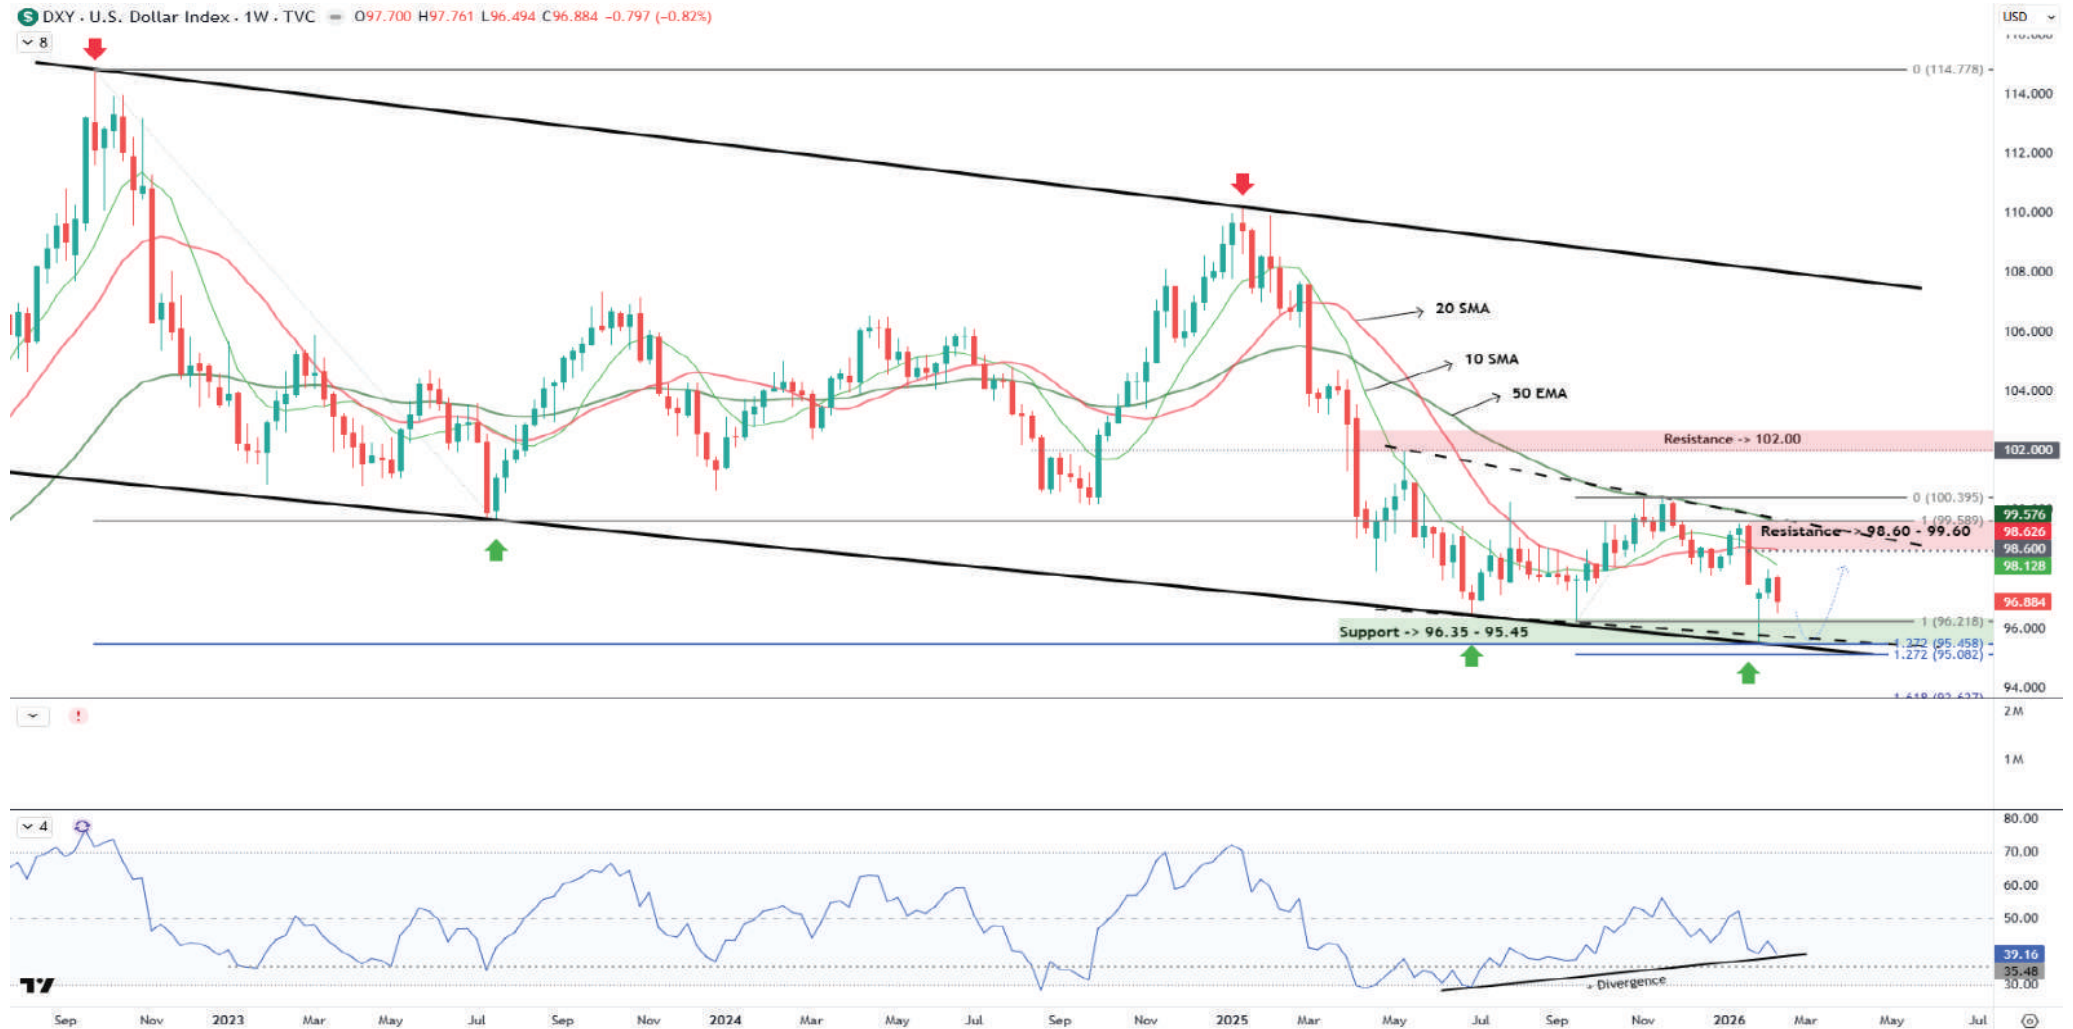 DXY · U.S. Dollar Index · 1W · TVC O97.700 H97.761 L96.494 C96.884 −0.797 (−0.82%)
USD
8
0 (114.778)
114.000
112.000
110.000
108.000
20 SMA
106.000
10 SMA
50 EMA
104.000
Resistance -> 102.00
102.000
0 (100.395)
99.576
1 (99.589)
Resistance -> 98.60 - 99.60
98.626
98.600
98.128
96.884
1 (96.218)
Support -> 96.35 - 95.45
96.000
1.272 (95.458)
1.272 (95.082)
94.000
2M
1M
4
80.00
70.00
60.00
50.00
39.16
35.48
30.00
+ Divergence
Sep Nov 2023 Mar May Jul Sep Nov 2024 Mar May Jul Sep Nov 2025 Mar May Jul Sep Nov 2026 Mar May Jul